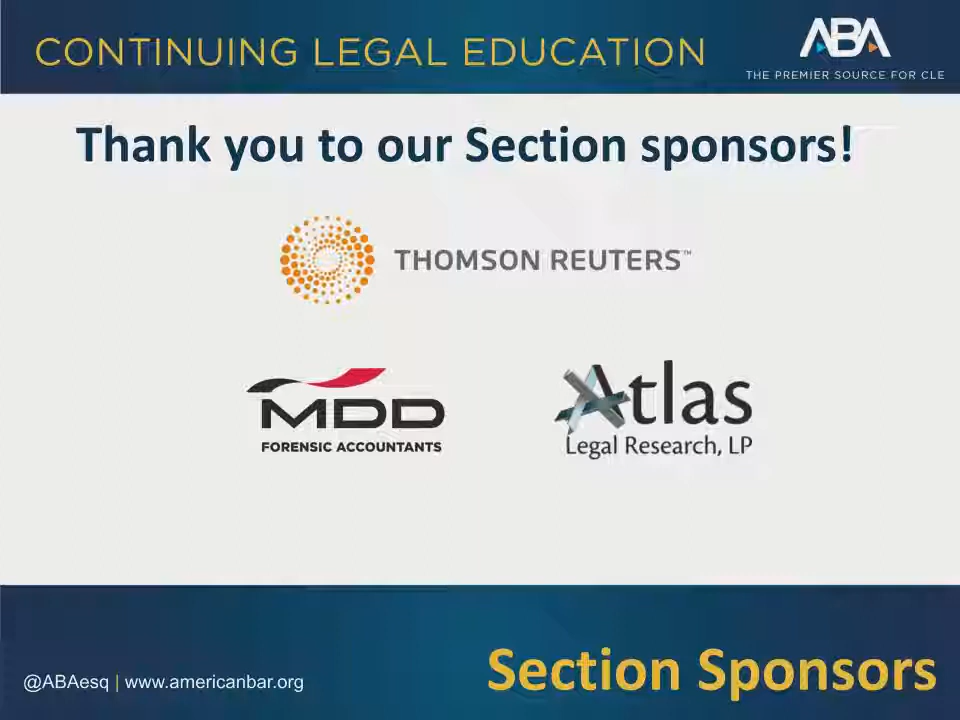 CONTINUING LEGAL EDUCATION
ABA
THE PREMIER SOURCE FOR CLE
Thank you to our Section sponsors!
THOMSON REUTERS™
MDD
FORENSIC ACCOUNTANTS
Atlas
Legal Research, LP
@ABAesq | www.americanbar.org
Section Sponsors